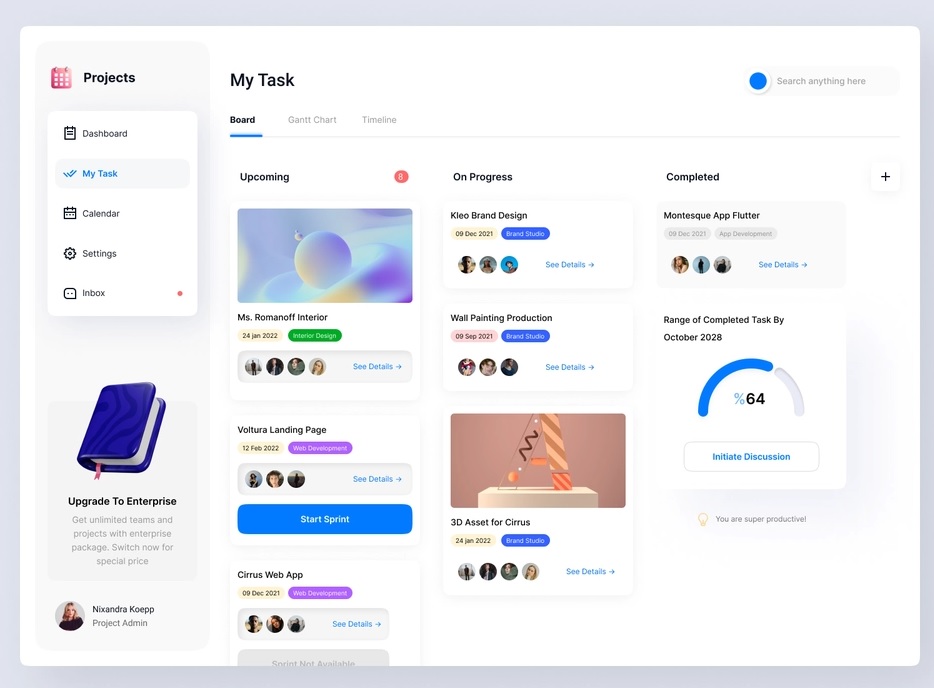 Projects
Dashboard
My Task
Calendar
Settings
Inbox
Upgrade To Enterprise
Get unlimited teams and
projects with enterprise
package. Switch now for
special price
Nixandra Koepp
Project Admin
My Task
Search anything here
Board
Gantt Chart
Timeline
Upcoming
8
Ms. Romanoff Interior
24 jan 2022
Interior Design
See Details →
Voltura Landing Page
12 Feb 2022
Web Development
See Details →
Start Sprint
Cirrus Web App
09 Dec 2021
Web Development
See Details →
Sprint Not Available
On Progress
Kleo Brand Design
09 Dec 2021
Brand Studio
See Details →
Wall Painting Production
09 Sep 2021
Brand Studio
See Details →
3D Asset for Cirrus
24 jan 2022
Brand Studio
See Details →
Completed
+
Montesque App Flutter
09 Dec 2021
App Development
See Details →
Range of Completed Task By
October 2028
%64
Initiate Discussion
You are super productive!